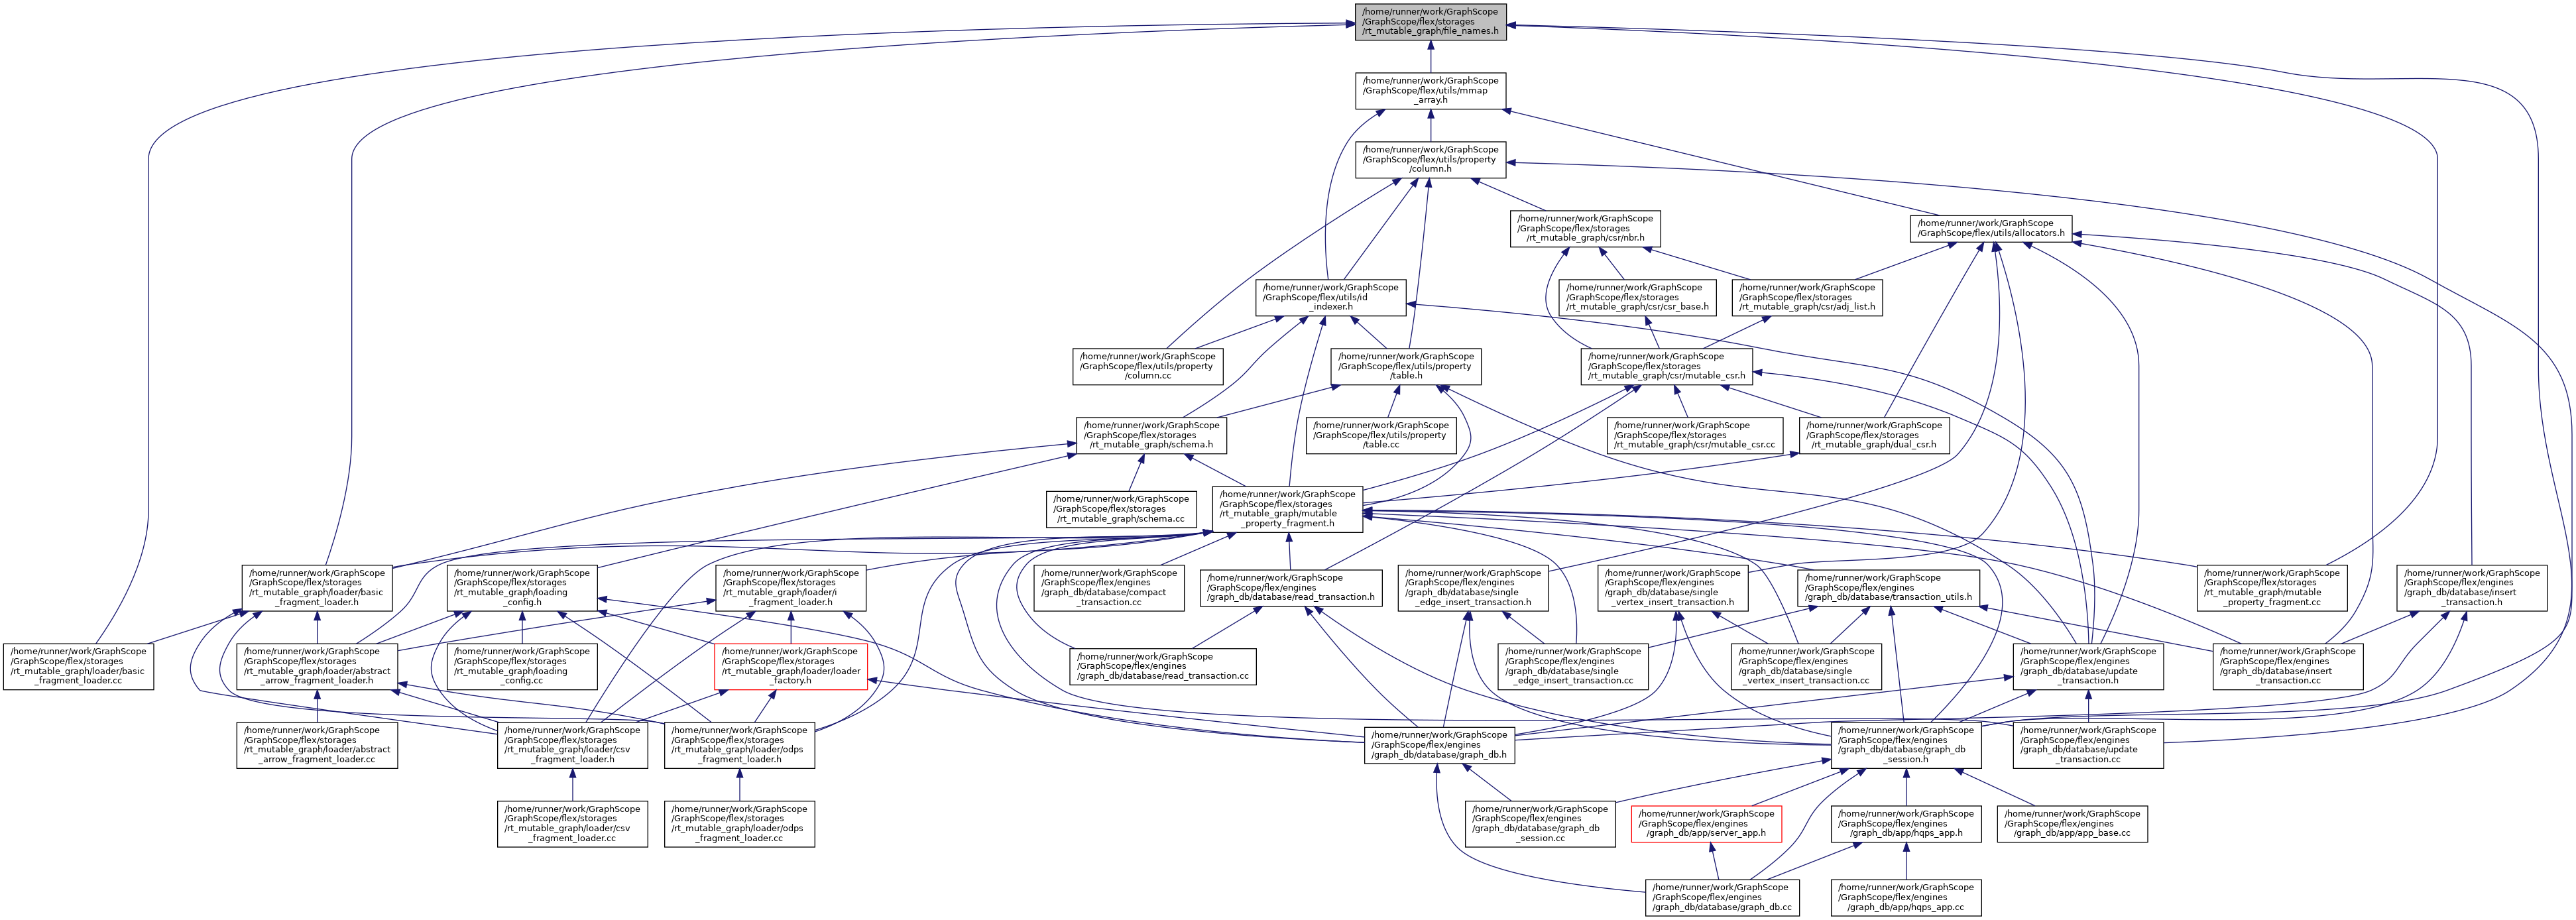 /home/runner/work/GraphScope
/GraphScope/flex/storages
/rt_mutable_graph/file_names.h
/home/runner/work/GraphScope
/GraphScope/flex/utils/mmap
_array.h
/home/runner/work/GraphScope
/GraphScope/flex/utils/property
/column.h
/home/runner/work/GraphScope
/GraphScope/flex/storages
/rt_mutable_graph/csr/nbr.h
/home/runner/work/GraphScope
/GraphScope/flex/utils/allocators.h
/home/runner/work/GraphScope
/GraphScope/flex/utils/id
_indexer.h
/home/runner/work/GraphScope
/GraphScope/flex/storages
/rt_mutable_graph/csr/csr_base.h
/home/runner/work/GraphScope
/GraphScope/flex/storages
/rt_mutable_graph/csr/adj_list.h
/home/runner/work/GraphScope
/GraphScope/flex/utils/property
/column.cc
/home/runner/work/GraphScope
/GraphScope/flex/utils/property
/table.h
/home/runner/work/GraphScope
/GraphScope/flex/storages
/rt_mutable_graph/csr/mutable_csr.h
/home/runner/work/GraphScope
/GraphScope/flex/storages
/rt_mutable_graph/schema.h
/home/runner/work/GraphScope
/GraphScope/flex/utils/property
/table.cc
/home/runner/work/GraphScope
/GraphScope/flex/storages
/rt_mutable_graph/csr/mutable_csr.cc
/home/runner/work/GraphScope
/GraphScope/flex/storages
/rt_mutable_graph/dual_csr.h
/home/runner/work/GraphScope
/GraphScope/flex/storages
/rt_mutable_graph/schema.cc
/home/runner/work/GraphScope
/GraphScope/flex/storages
/rt_mutable_graph/mutable
_property_fragment.h
/home/runner/work/GraphScope
/GraphScope/flex/storages
/rt_mutable_graph/loader/basic
_fragment_loader.h
/home/runner/work/GraphScope
/GraphScope/flex/storages
/rt_mutable_graph/loading
_config.h
/home/runner/work/GraphScope
/GraphScope/flex/storages
/rt_mutable_graph/loader/i
_fragment_loader.h
/home/runner/work/GraphScope
/GraphScope/flex/engines
/graph_db/database/compact
_transaction.cc
/home/runner/work/GraphScope
/GraphScope/flex/engines
/graph_db/database/read_transaction.h
/home/runner/work/GraphScope
/GraphScope/flex/engines
/graph_db/database/single
_edge_insert_transaction.h
/home/runner/work/GraphScope
/GraphScope/flex/engines
/graph_db/database/single
_vertex_insert_transaction.h
/home/runner/work/GraphScope
/GraphScope/flex/engines
/graph_db/database/transaction_utils.h
/home/runner/work/GraphScope
/GraphScope/flex/storages
/rt_mutable_graph/mutable
_property_fragment.cc
/home/runner/work/GraphScope
/GraphScope/flex/engines
/graph_db/database/insert
_transaction.h
/home/runner/work/GraphScope
/GraphScope/flex/storages
/rt_mutable_graph/loader/basic
_fragment_loader.cc
/home/runner/work/GraphScope
/GraphScope/flex/storages
/rt_mutable_graph/loader/abstract
_arrow_fragment_loader.h
/home/runner/work/GraphScope
/GraphScope/flex/storages
/rt_mutable_graph/loading
_config.cc
/home/runner/work/GraphScope
/GraphScope/flex/storages
/rt_mutable_graph/loader/loader
_factory.h
/home/runner/work/GraphScope
/GraphScope/flex/engines
/graph_db/database/read_transaction.cc
/home/runner/work/GraphScope
/GraphScope/flex/engines
/graph_db/database/single
_edge_insert_transaction.cc
/home/runner/work/GraphScope
/GraphScope/flex/engines
/graph_db/database/single
_vertex_insert_transaction.cc
/home/runner/work/GraphScope
/GraphScope/flex/engines
/graph_db/database/update
_transaction.h
/home/runner/work/GraphScope
/GraphScope/flex/engines
/graph_db/database/insert
_transaction.cc
/home/runner/work/GraphScope
/GraphScope/flex/storages
/rt_mutable_graph/loader/abstract
_arrow_fragment_loader.cc
/home/runner/work/GraphScope
/GraphScope/flex/storages
/rt_mutable_graph/loader/csv
_fragment_loader.h
/home/runner/work/GraphScope
/GraphScope/flex/storages
/rt_mutable_graph/loader/odps
_fragment_loader.h
/home/runner/work/GraphScope
/GraphScope/flex/engines
/graph_db/database/graph_db.h
/home/runner/work/GraphScope
/GraphScope/flex/engines
/graph_db/database/graph_db
_session.h
/home/runner/work/GraphScope
/GraphScope/flex/engines
/graph_db/database/update
_transaction.cc
/home/runner/work/GraphScope
/GraphScope/flex/storages
/rt_mutable_graph/loader/csv
_fragment_loader.cc
/home/runner/work/GraphScope
/GraphScope/flex/storages
/rt_mutable_graph/loader/odps
_fragment_loader.cc
/home/runner/work/GraphScope
/GraphScope/flex/engines
/graph_db/database/graph_db
_session.cc
/home/runner/work/GraphScope
/GraphScope/flex/engines
/graph_db/app/server_app.h
/home/runner/work/GraphScope
/GraphScope/flex/engines
/graph_db/app/hqps_app.h
/home/runner/work/GraphScope
/GraphScope/flex/engines
/graph_db/app/app_base.cc
/home/runner/work/GraphScope
/GraphScope/flex/engines
/graph_db/database/graph_db.cc
/home/runner/work/GraphScope
/GraphScope/flex/engines
/graph_db/app/hqps_app.cc